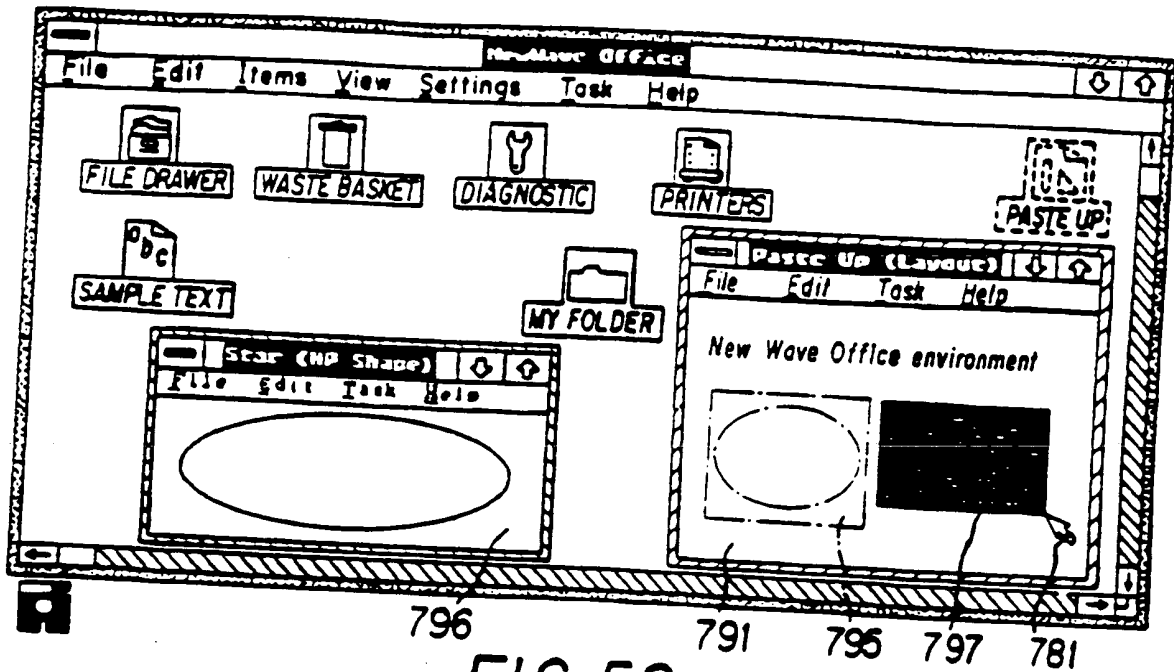 NewWave Office
File Edit Items View Settings Task Help
FILE DRAWER
WASTE BASKET
DIAGNOSTIC
PRINTERS
PASTE UP
abc
SAMPLE TEXT
MY FOLDER
Paste Up (Layout)
File Edit Task Help
New Wave Office environment
Star (HP Shape)
File Edit Task Help
796
791
795
797
781